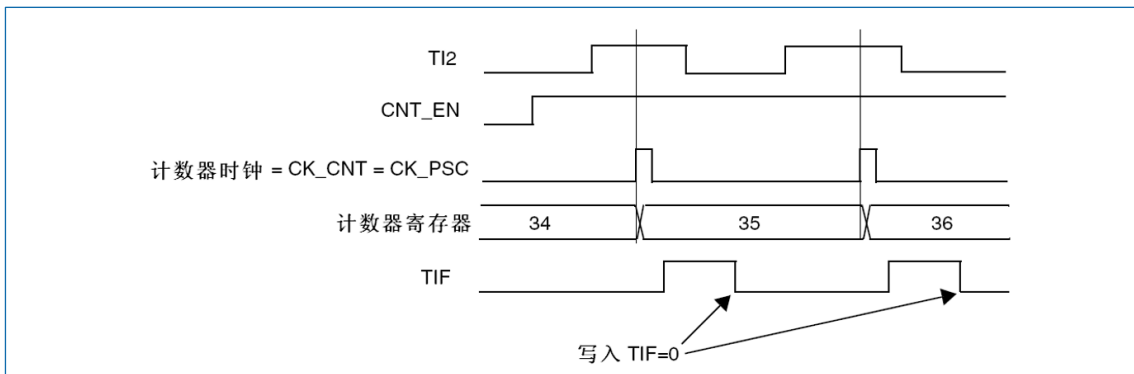 TI2
CNT_EN
计数器时钟 = CK_CNT = CK_PSC
计数器寄存器 34 35 36
TIF
写入 TIF=0